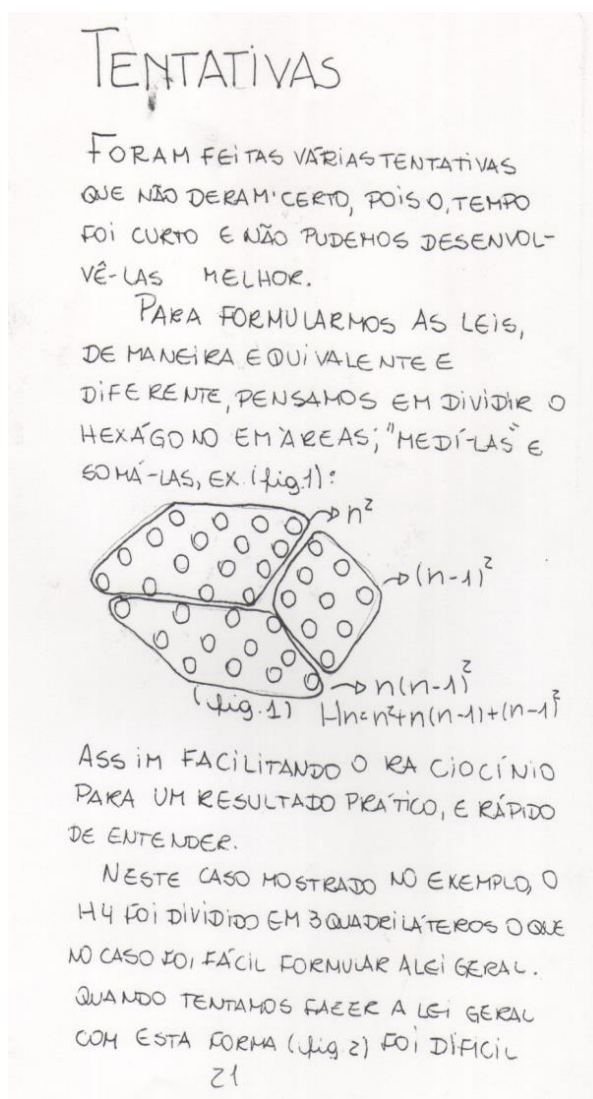 TENTATIVAS
FORAM FEITAS VÁRIAS TENTATIVAS
QUE NÃO DERAM CERTO, POIS O, TEMPO
FOI CURTO E NÃO PUDEMOS DESENVOL-
VÊ-LAS MELHOR.
PARA FORMULARMOS AS LEIS,
DE MANEIRA EQUIVALENTE E
DIFERENTE, PENSAMOS EM DIVIDIR O
HEXÁGONO EM ÀREAS; "MEDÍ-LAS" E
SOMÁ-LAS, EX. (fig.1):
n²
(n-1)²
n(n-1)²
(fig.1) Hn=n²+n(n-1)+(n-1)²
ASSIM FACILITANDO O RACIOCÍNIO
PARA UM RESULTADO PRÁTICO, E RÁPIDO
DE ENTENDER.
NESTE CASO MOSTRADO NO EXEMPLO, O
H4 FOI DIVIDIDO EM 3 QUADRILÁTEROS O QUE
NO CASO FOI FÁCIL FORMULAR A LEI GERAL.
QUANDO TENTAMOS FAZER A LEI GERAL
COM ESTA FORMA (fig 2) FOI DÍFICIL
21